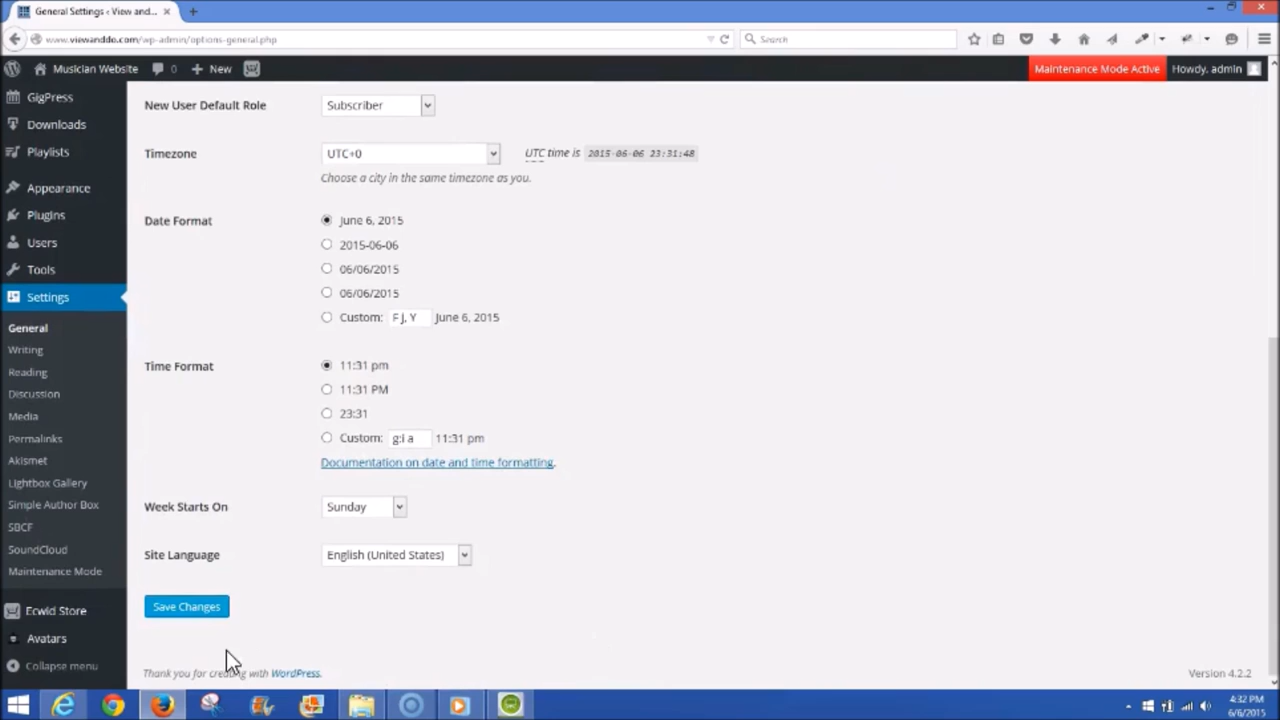 General Settings ‹ View and...
www.viewanddo.com/wp-admin/options-general.php
Search
Musician Website
0
New
Maintenance Mode Active
Howdy, admin
GigPress
Downloads
Playlists
Appearance
Plugins
Users
Tools
Settings
General
Writing
Reading
Discussion
Media
Permalinks
Akismet
Lightbox Gallery
Simple Author Box
SBCF
SoundCloud
Maintenance Mode
Ecwid Store
Avatars
Collapse menu
New User Default Role
Subscriber
Timezone
UTC+0
UTC time is 2015-06-06 23:31:48
Choose a city in the same timezone as you.
Date Format
June 6, 2015
2015-06-06
06/06/2015
06/06/2015
Custom: F j, Y June 6, 2015
Time Format
11:31 pm
11:31 PM
23:31
Custom: g:i a 11:31 pm
Documentation on date and time formatting.
Week Starts On
Sunday
Site Language
English (United States)
Save Changes
Thank you for creating with WordPress.
Version 4.2.2
4:32 PM
6/6/2015